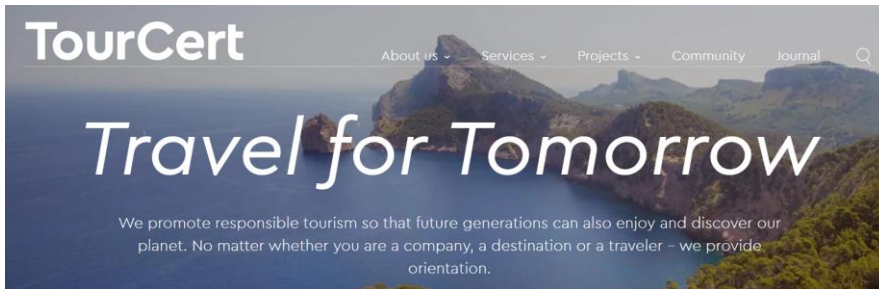 TourCert
About us
Services
Projects
Community
Journal
Travel for Tomorrow
We promote responsible tourism so that future generations can also enjoy and discover our
planet. No matter whether you are a company, a destination or a traveler – we provide
orientation.